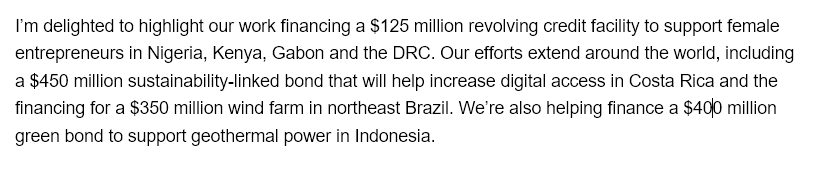 I'm delighted to highlight our work financing a $125 million revolving credit facility to support female
entrepreneurs in Nigeria, Kenya, Gabon and the DRC. Our efforts extend around the world, including
a $450 million sustainability-linked bond that will help increase digital access in Costa Rica and the
financing for a $350 million wind farm in northeast Brazil. We're also helping finance a $400 million
green bond to support geothermal power in Indonesia.